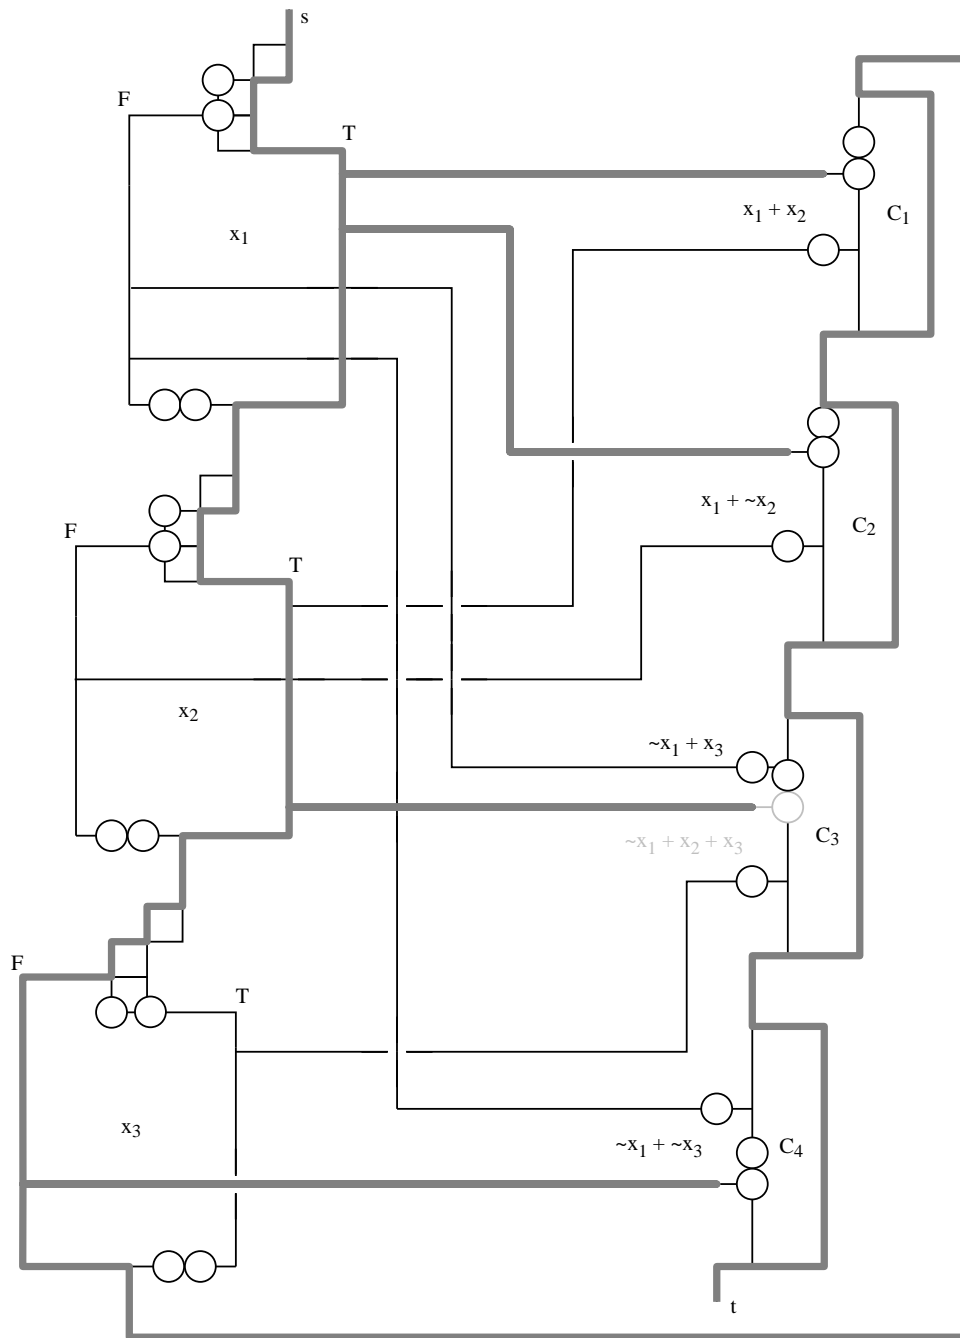 s
F
T
x1
x1 + x2
C1
F
T
x1 + ~x2
C2
x2
~x1 + x3
~x1 + x2 + x3
C3
F
T
x3
~x1 + ~x3
C4
t